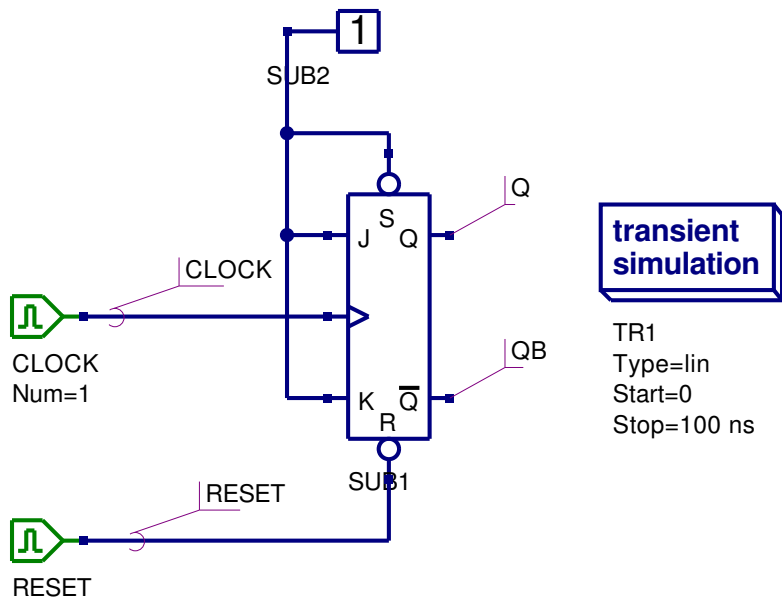 1
SUB2
S
J
Q
K
Q
R
SUB1
Q
QB
CLOCK
CLOCK
Num=1
RESET
RESET
transient
simulation
TR1
Type=lin
Start=0
Stop=100 ns